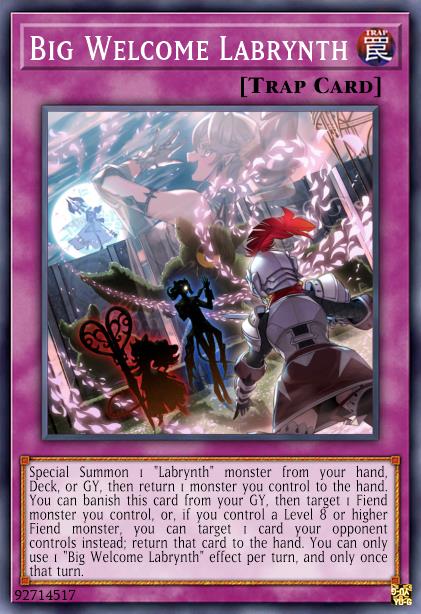 BIG WELCOME LABRYNTH
TRAP
罠
[TRAP CARD]
Special Summon 1 "Labrynth" monster from your hand,
Deck, or GY, then return 1 monster you control to the hand.
You can banish this card from your GY, then target 1 Fiend
monster you control, or, if you control a Level 8 or higher
Fiend monster, you can target 1 card your opponent
controls instead; return that card to the hand. You can only
use 1 "Big Welcome Labrynth" effect per turn, and only once
that turn.
92714517